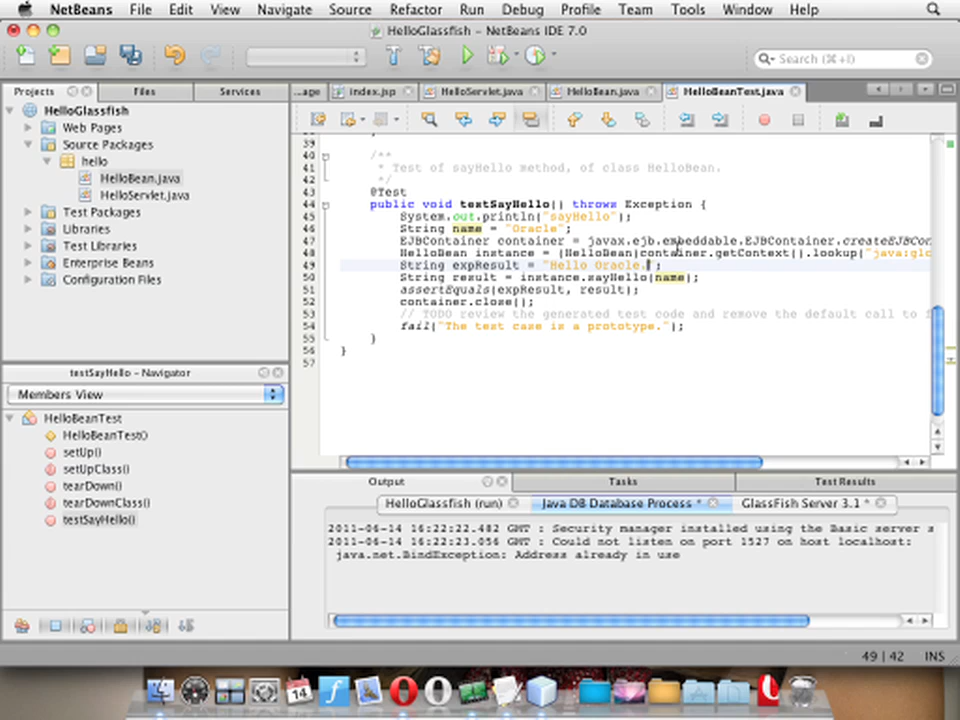 NetBeans File Edit View Navigate Source Refactor Run Debug Profile Team Tools Window Help
HelloGlassfish – NetBeans IDE 7.0
Search (⌘+I)
Projects Files Services
...age index.jsp HelloServlet.java HelloBean.java HelloBeanTest.java
HelloGlassfish
Web Pages
Source Packages
hello
HelloBean.java
HelloServlet.java
Test Packages
Libraries
Test Libraries
Enterprise Beans
Configuration Files
39
40 /**
41 * Test of sayHello method, of class HelloBean.
42 */
43 @Test
44 public void testSayHello() throws Exception {
45 System.out.println("sayHello");
46 String name = "Oracle";
47 EJBContainer container = javax.ejb.embeddable.EJBContainer.createEJBCon
48 HelloBean instance = (HelloBean)container.getContext().lookup("java:glo
49 String expResult = "Hello Oracle.";
50 String result = instance.sayHello(name);
51 assertEquals(expResult, result);
52 container.close();
53 // TODO review the generated test code and remove the default call to f
54 fail("The test case is a prototype.");
55 }
56 }
57
testSayHello – Navigator
Members View
HelloBeanTest
HelloBeanTest()
setUp()
setUpClass()
tearDown()
tearDownClass()
testSayHello()
Output Tasks Test Results
HelloGlassfish (run) Java DB Database Process * GlassFish Server 3.1 *
2011-06-14 16:22:22.482 GMT : Security manager installed using the Basic server s
2011-06-14 16:22:23.056 GMT : Could not listen on port 1527 on host localhost:
java.net.BindException: Address already in use
49 | 42 INS
14